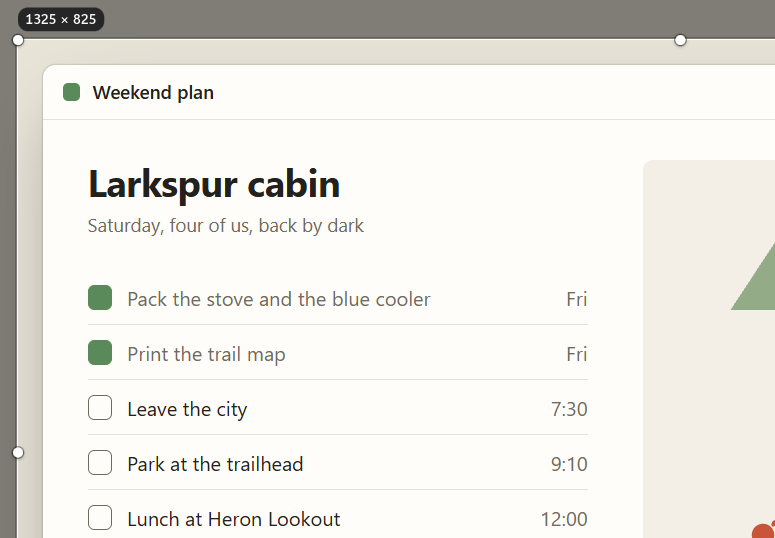 1325 × 825
Weekend plan
Larkspur cabin
Saturday, four of us, back by dark
Pack the stove and the blue cooler Fri
Print the trail map Fri
Leave the city 7:30
Park at the trailhead 9:10
Lunch at Heron Lookout 12:00